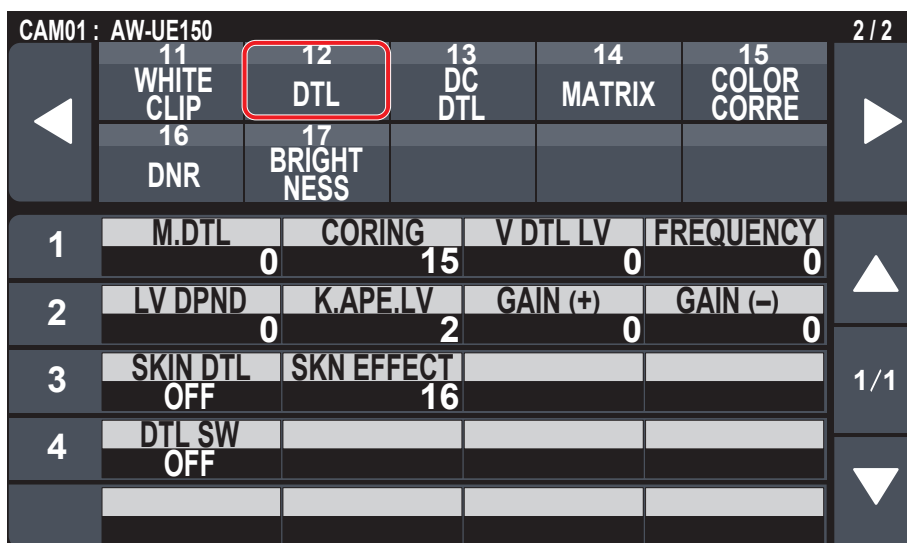 CAM01 : AW-UE150 2 / 2
11 12 13 14 15
WHITE CLIP DTL DC DTL MATRIX COLOR CORRE
16 17
DNR BRIGHT NESS
1 M.DTL CORING V DTL LV FREQUENCY
0 15 0 0
2 LV DPND K.APE.LV GAIN (+) GAIN (–)
0 2 0 0
3 SKIN DTL SKN EFFECT 1/1
OFF 16
4 DTL SW
OFF